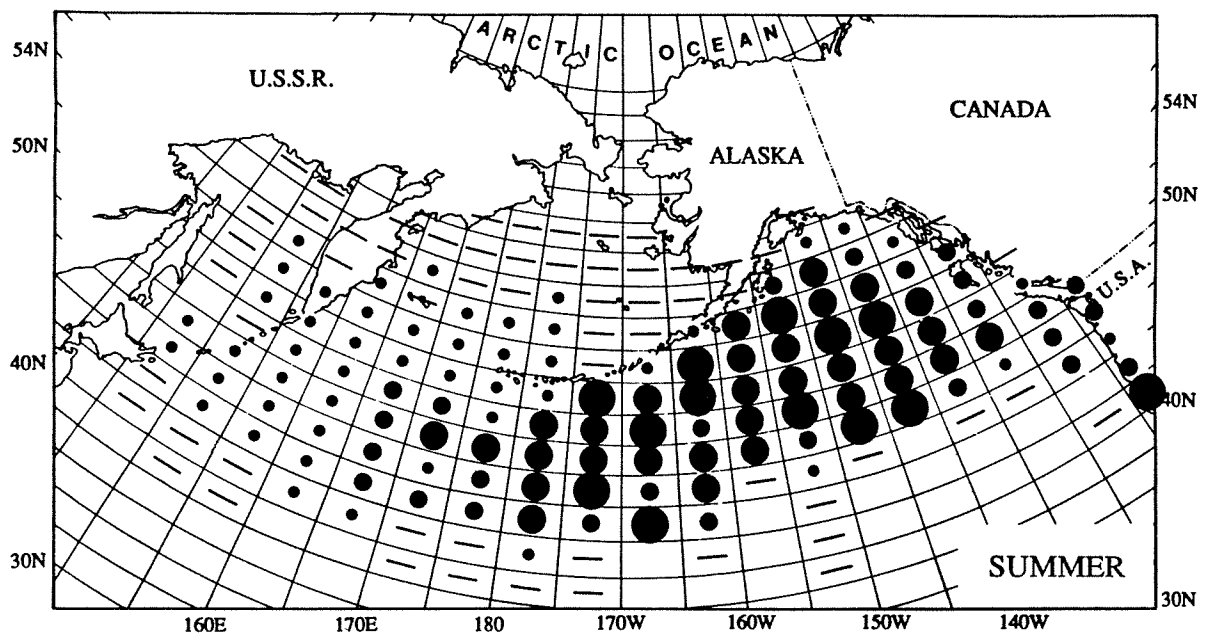 ARCTIC OCEAN
54N
U.S.S.R.
54N
CANADA
50N
ALASKA
50N
U.S.A.
40N
40N
30N
SUMMER
30N
160E 170E 180 170W 160W 150W 140W